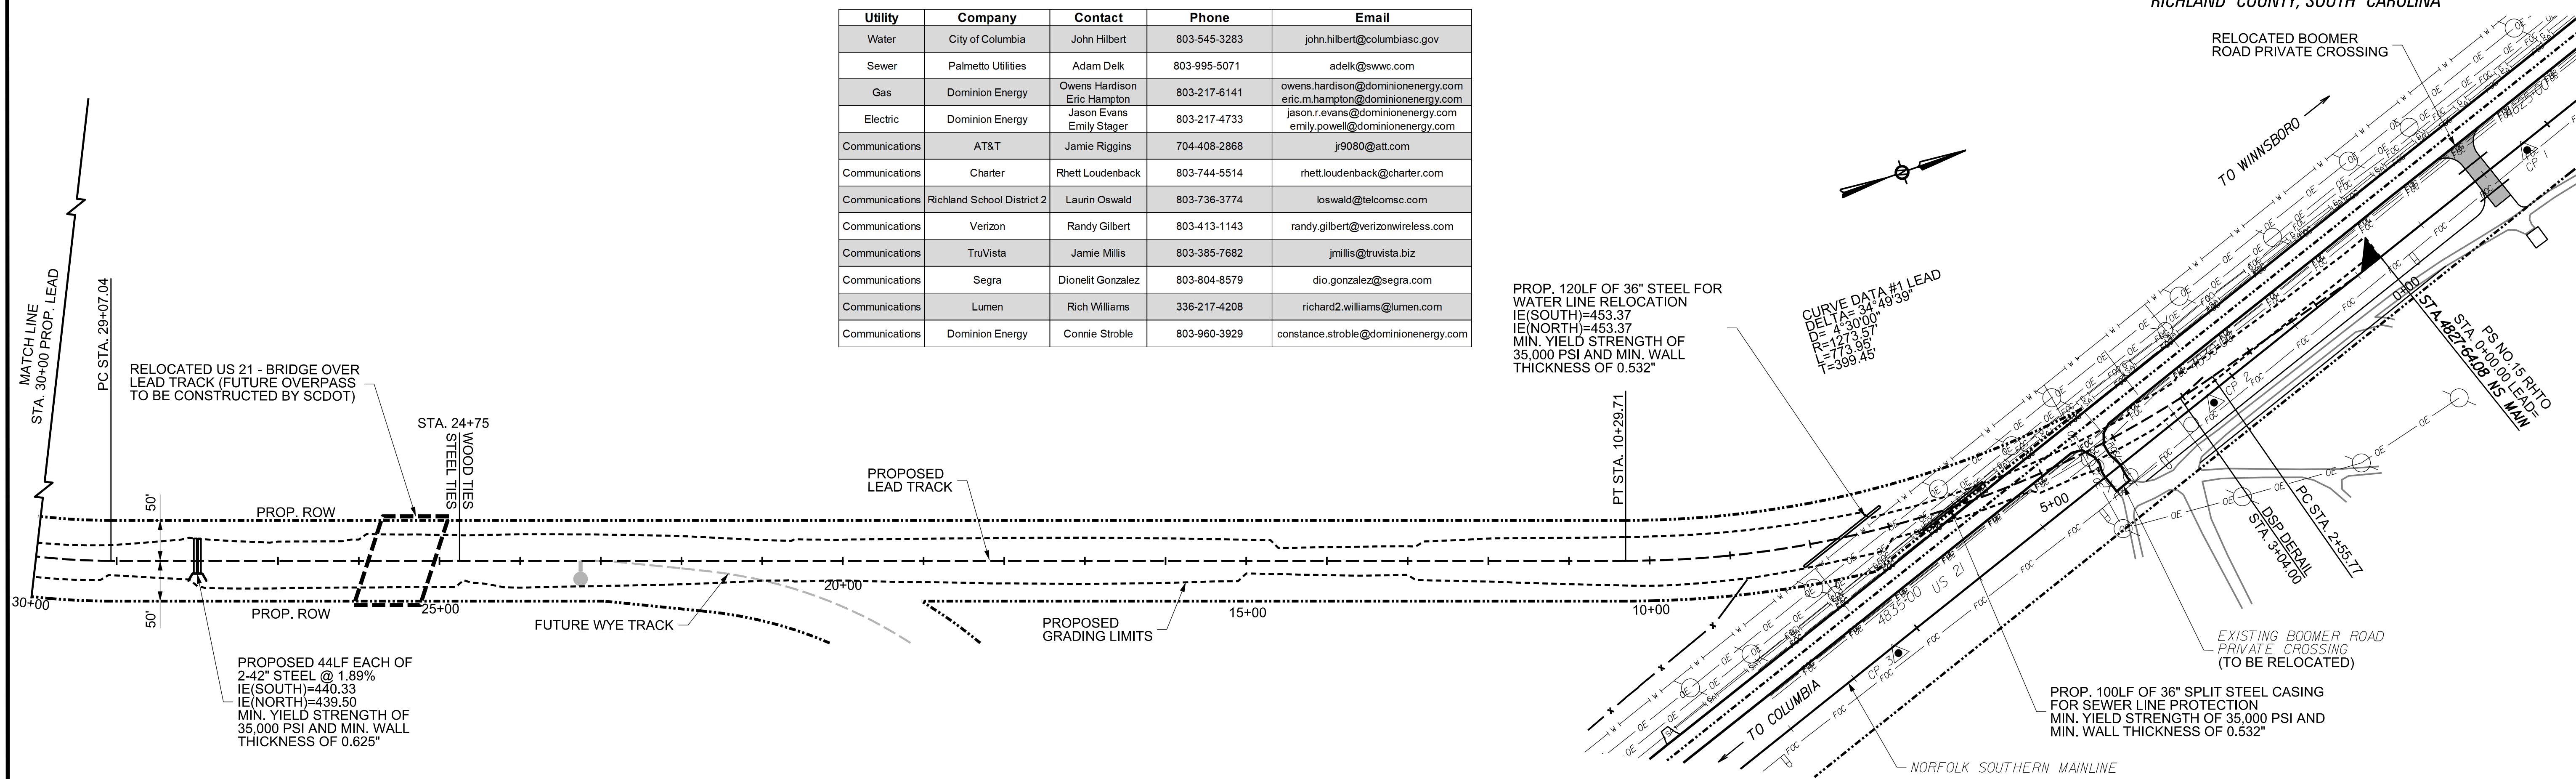 RICHLAND COUNTY, SOUTH CAROLINA
Utility Company Contact Phone Email
Water City of Columbia John Hilbert 803-545-3283 john.hilbert@columbiasc.gov
Sewer Palmetto Utilities Adam Delk 803-995-5071 adelk@swwc.com
Gas Dominion Energy Owens Hardison Eric Hampton 803-217-6141 owens.hardison@dominionenergy.com eric.m.hampton@dominionenergy.com
Electric Dominion Energy Jason Evans Emily Stager 803-217-4733 jason.r.evans@dominionenergy.com emily.powell@dominionenergy.com
Communications AT&T Jamie Riggins 704-408-2868 jr9080@att.com
Communications Charter Rhett Loudenback 803-744-5514 rhett.loudenback@charter.com
Communications Richland School District 2 Laurin Oswald 803-736-3774 loswald@telcomsc.com
Communications Verizon Randy Gilbert 803-413-1143 randy.gilbert@verizonwireless.com
Communications TruVista Jamie Millis 803-385-7682 jmillis@truvista.biz
Communications Segra Dionelit Gonzalez 803-804-8579 dio.gonzalez@segra.com
Communications Lumen Rich Williams 336-217-4208 richard2.williams@lumen.com
Communications Dominion Energy Connie Stroble 803-960-3929 constance.stroble@dominionenergy.com
MATCH LINE
STA. 30+00 PROP. LEAD
PC STA. 29+07.04
RELOCATED US 21 - BRIDGE OVER
LEAD TRACK (FUTURE OVERPASS
TO BE CONSTRUCTED BY SCDOT)
STA. 24+75
STEEL TIES
WOOD TIES
50'
50'
PROP. ROW
PROP. ROW
30+00
25+00
20+00
15+00
10+00
5+00
0+00
PROPOSED 44LF EACH OF
2-42" STEEL @ 1.89%
IE(SOUTH)=440.33
IE(NORTH)=439.50
MIN. YIELD STRENGTH OF
35,000 PSI AND MIN. WALL
THICKNESS OF 0.625"
FUTURE WYE TRACK
PROPOSED
LEAD TRACK
PROPOSED
GRADING LIMITS
PT STA. 10+29.71
PROP. 120LF OF 36" STEEL FOR
WATER LINE RELOCATION
IE(SOUTH)=453.37
IE(NORTH)=453.37
MIN. YIELD STRENGTH OF
35,000 PSI AND MIN. WALL
THICKNESS OF 0.532"
CURVE DATA #1 LEAD
DELTA= 34°49'39"
D= 4°30'00"
R=1273.57'
L=773.95'
T=399.45'
N
TO WINNSBORO
RELOCATED BOOMER
ROAD PRIVATE CROSSING
CP 1
CP 2
CP 3
PS NO.15 RHTO
STA. 0+00.00 LEAD=
STA. 4827+64.08 NS MAIN
PC STA. 2+55.77
DSP DERAIL
STA. 3+04.00
EXISTING BOOMER ROAD
PRIVATE CROSSING
(TO BE RELOCATED)
PROP. 100LF OF 36" SPLIT STEEL CASING
FOR SEWER LINE PROTECTION
MIN. YIELD STRENGTH OF 35,000 PSI AND
MIN. WALL THICKNESS OF 0.532"
4835+00 US 21
TO COLUMBIA
NORFOLK SOUTHERN MAINLINE